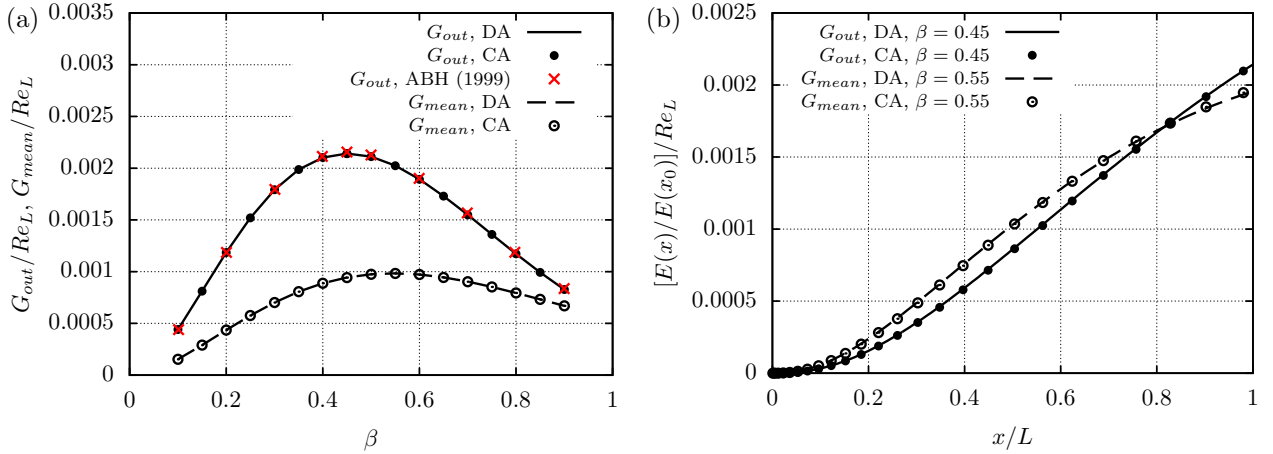 (a)
G_out/Re_L, G_mean/Re_L
0.0035
0.003
0.0025
0.002
0.0015
0.001
0.0005
0
G_out, DA
G_out, CA
G_out, ABH (1999)
G_mean, DA
G_mean, CA
0 0.2 0.4 0.6 0.8 1
β
(b)
[E(x)/E(x_0)]/Re_L
0.0025
0.002
0.0015
0.001
0.0005
0
G_out, DA, β = 0.45
G_out, CA, β = 0.45
G_mean, DA, β = 0.55
G_mean, CA, β = 0.55
0 0.2 0.4 0.6 0.8 1
x/L